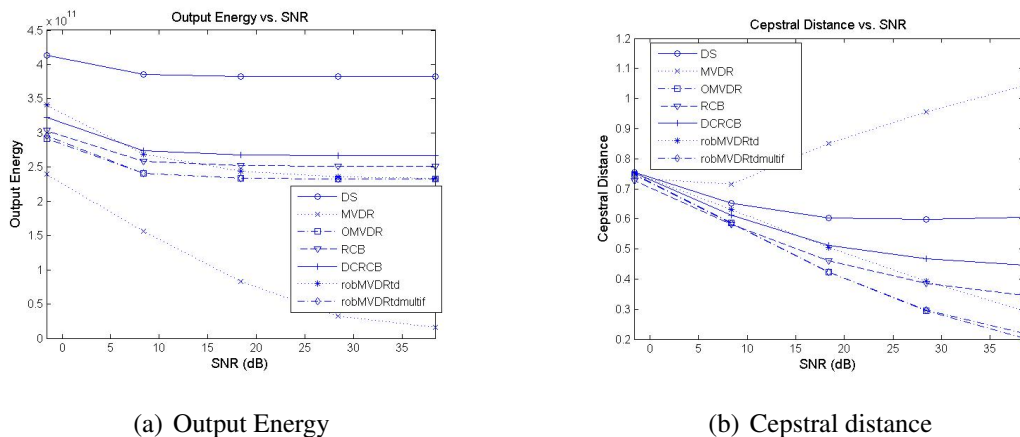 x 10^11
Output Energy vs. SNR
4.5
4
3.5
3
2.5
2
1.5
1
0.5
0
Output Energy
DS
MVDR
OMVDR
RCB
DCRCB
robMVDRtd
robMVDRtdmultif
0 5 10 15 20 25 30 35
SNR (dB)
(a) Output Energy
Cepstral Distance vs. SNR
1.2
1.1
1
0.9
0.8
0.7
0.6
0.5
0.4
0.3
0.2
Cepstral Distance
DS
MVDR
OMVDR
RCB
DCRCB
robMVDRtd
robMVDRtdmultif
0 5 10 15 20 25 30 35
SNR (dB)
(b) Cepstral distance